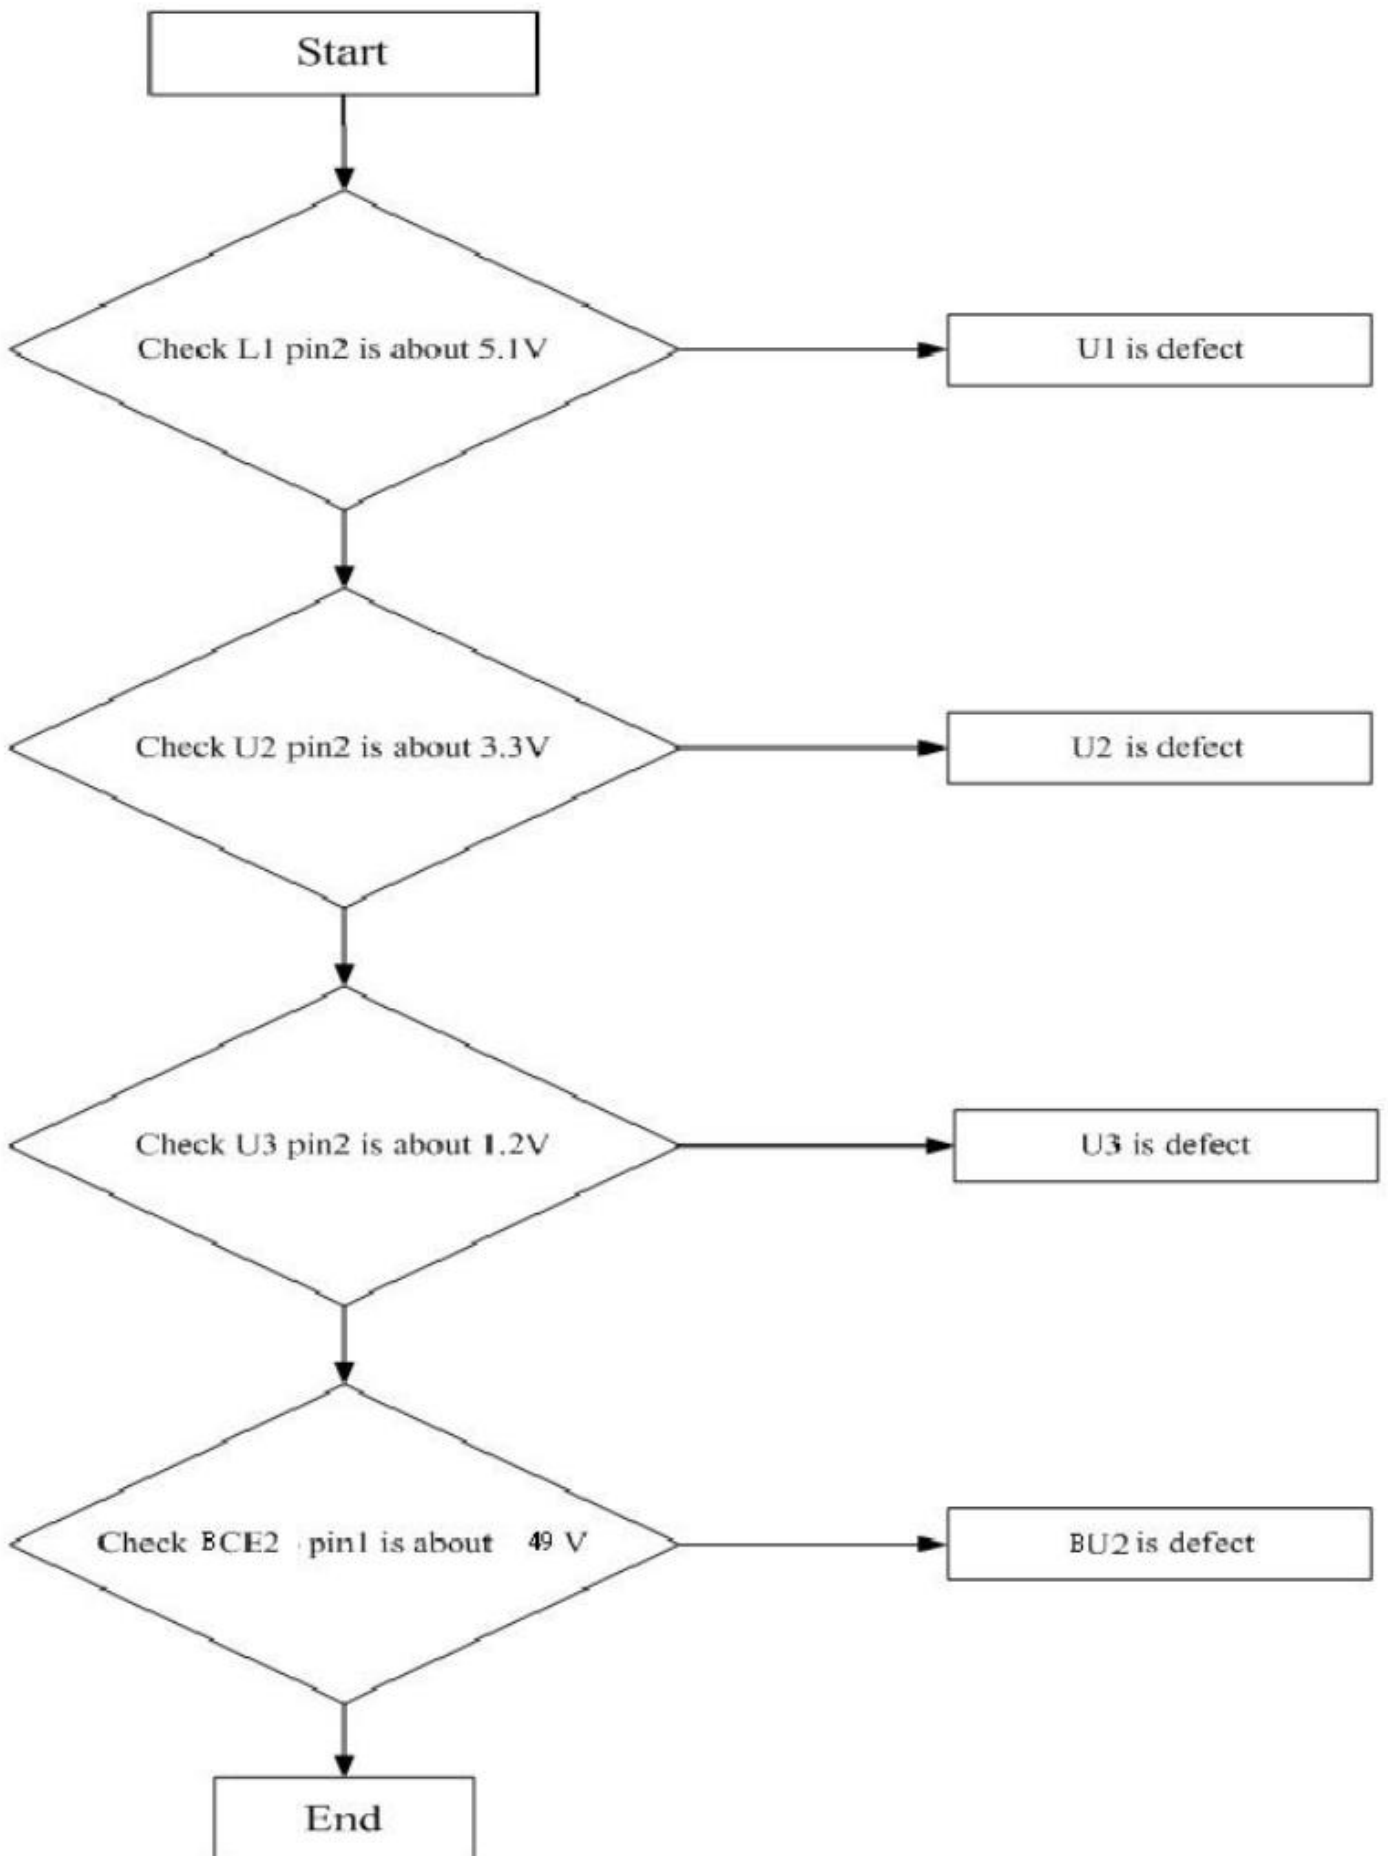 Start
Check L1 pin2 is about 5.1V
U1 is defect
Check U2 pin2 is about 3.3V
U2 is defect
Check U3 pin2 is about 1.2V
U3 is defect
Check BCE2 pin1 is about 49 V
BU2 is defect
End